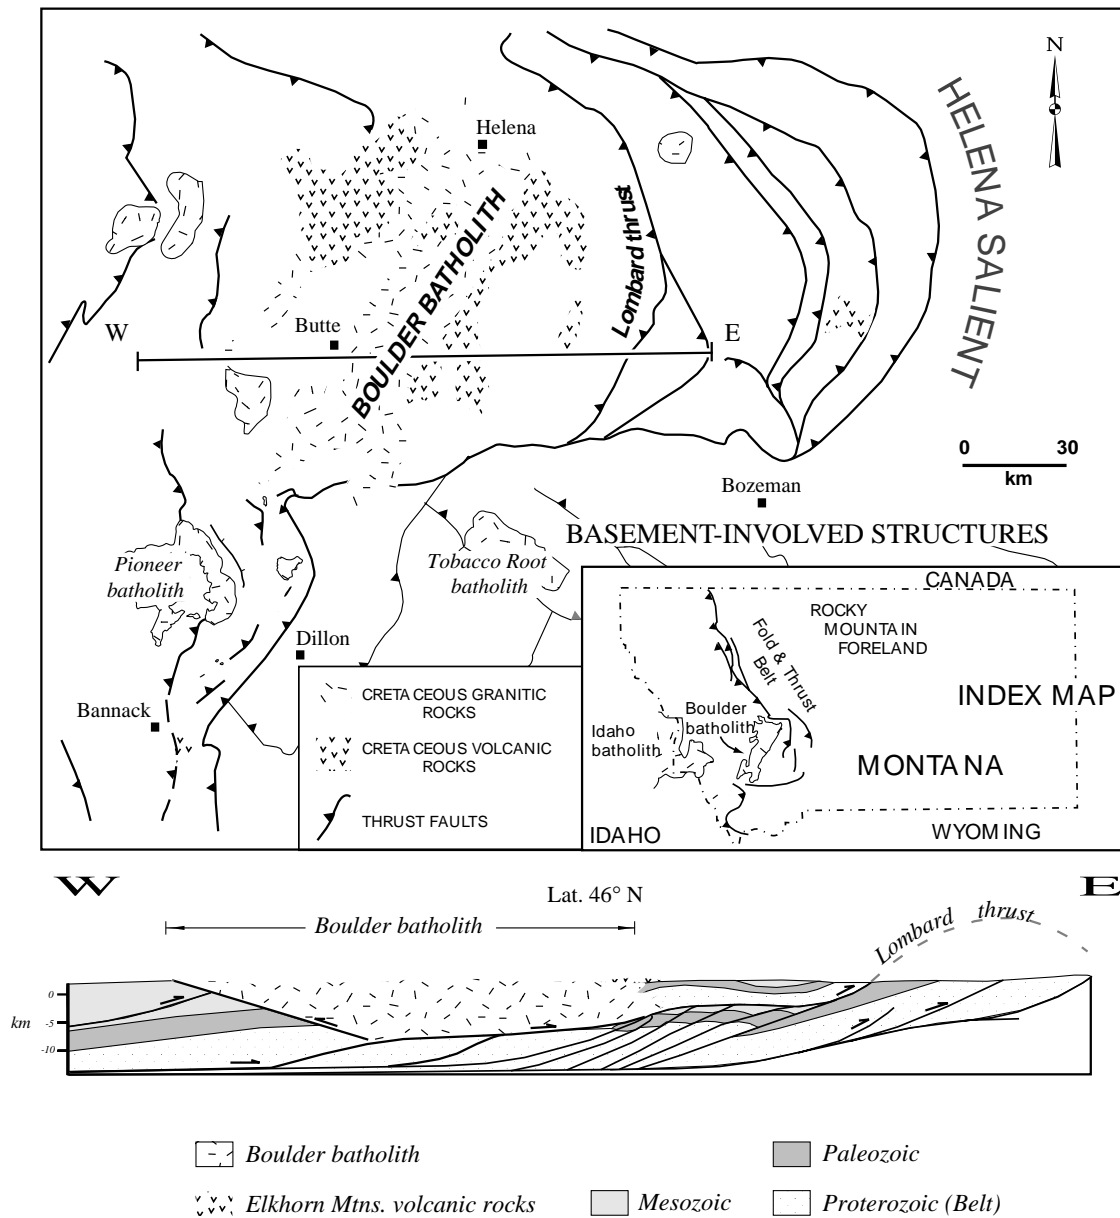 N
HELENA SALIENT
Helena
Lombard thrust
BOULDER BATHOLITH
Butte
W
E
0 30
km
Bozeman
BASEMENT-INVOLVED STRUCTURES
Pioneer
batholith
Tobacco Root
batholith
Dillon
Bannack
CRETACEOUS GRANITIC
ROCKS
CRETACEOUS VOLCANIC
ROCKS
THRUST FAULTS
CANADA
ROCKY
MOUNTAIN
FORELAND
Fold & Thrust
Belt
INDEX MAP
Boulder
batholith
Idaho
batholith
MONTANA
IDAHO
WYOMING
W
E
Lat. 46° N
Boulder batholith
Lombard thrust
0
km
-5
-10
Boulder batholith
Paleozoic
Elkhorn Mtns. volcanic rocks
Mesozoic
Proterozoic (Belt)